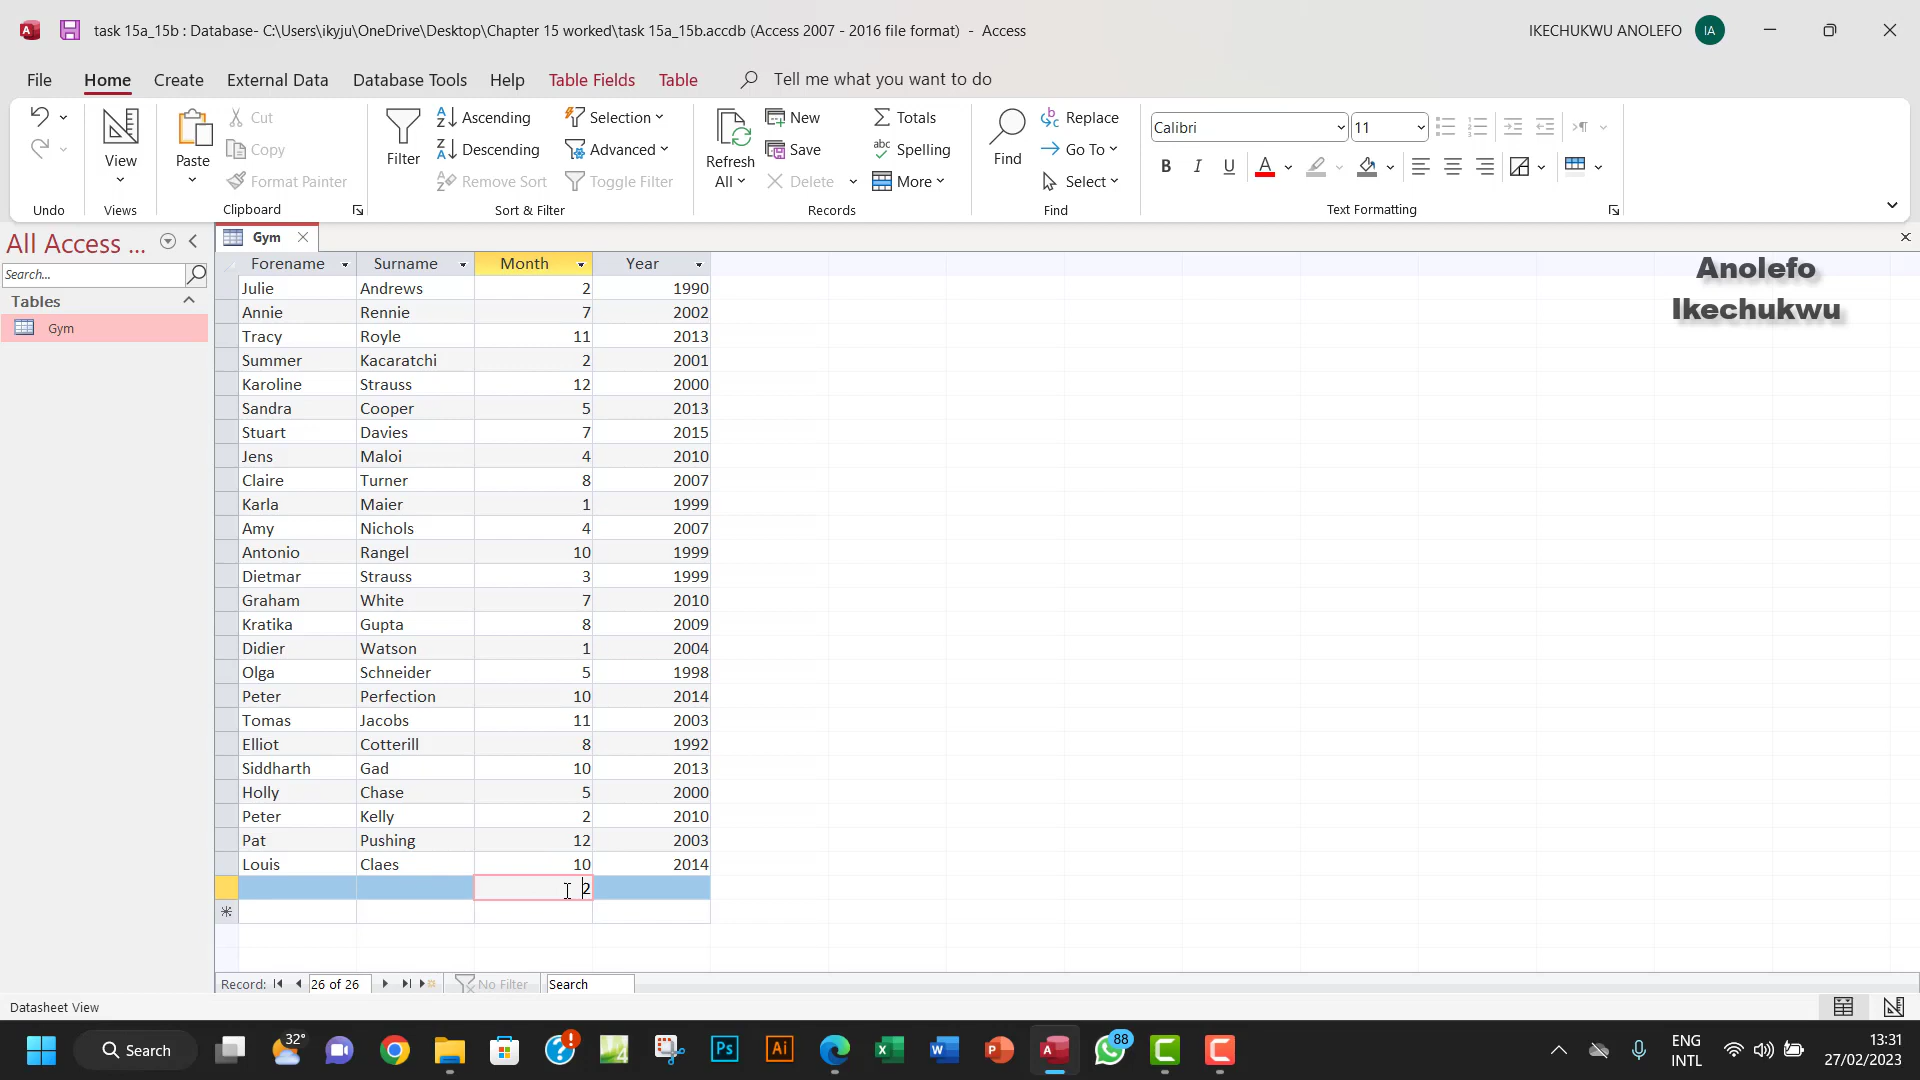 task 15a_15b : Database- C:\Users\ikyju\OneDrive\Desktop\Chapter 15 worked\task 15a_15b.accdb (Access 2007 - 2016 file format) - Access
IKECHUKWU ANOLEFO IA
File Home Create External Data Database Tools Help Table Fields Table Tell me what you want to do
Cut Ascending Selection New Totals Replace Calibri 11
Copy Descending Advanced Save Spelling Go To
View Paste Format Painter Filter Remove Sort Toggle Filter Refresh All Delete More Find Select B I U A
Undo Views Clipboard Sort & Filter Records Find Text Formatting
All Access ... Gym
Search...
Tables
Gym
Forename Surname Month Year
Julie Andrews 2 1990
Annie Rennie 7 2002
Tracy Royle 11 2013
Summer Kacaratchi 2 2001
Karoline Strauss 12 2000
Sandra Cooper 5 2013
Stuart Davies 7 2015
Jens Maloi 4 2010
Claire Turner 8 2007
Karla Maier 1 1999
Amy Nichols 4 2007
Antonio Rangel 10 1999
Dietmar Strauss 3 1999
Graham White 7 2010
Kratika Gupta 8 2009
Didier Watson 1 2004
Olga Schneider 5 1998
Peter Perfection 10 2014
Tomas Jacobs 11 2003
Elliot Cotterill 8 1992
Siddharth Gad 10 2013
Holly Chase 5 2000
Peter Kelly 2 2010
Pat Pushing 12 2003
Louis Claes 10 2014
2
Anolefo
Ikechukwu
Record: 26 of 26 No Filter Search
Datasheet View
32° Search Ps Ai 88 ENG INTL 13:31
27/02/2023